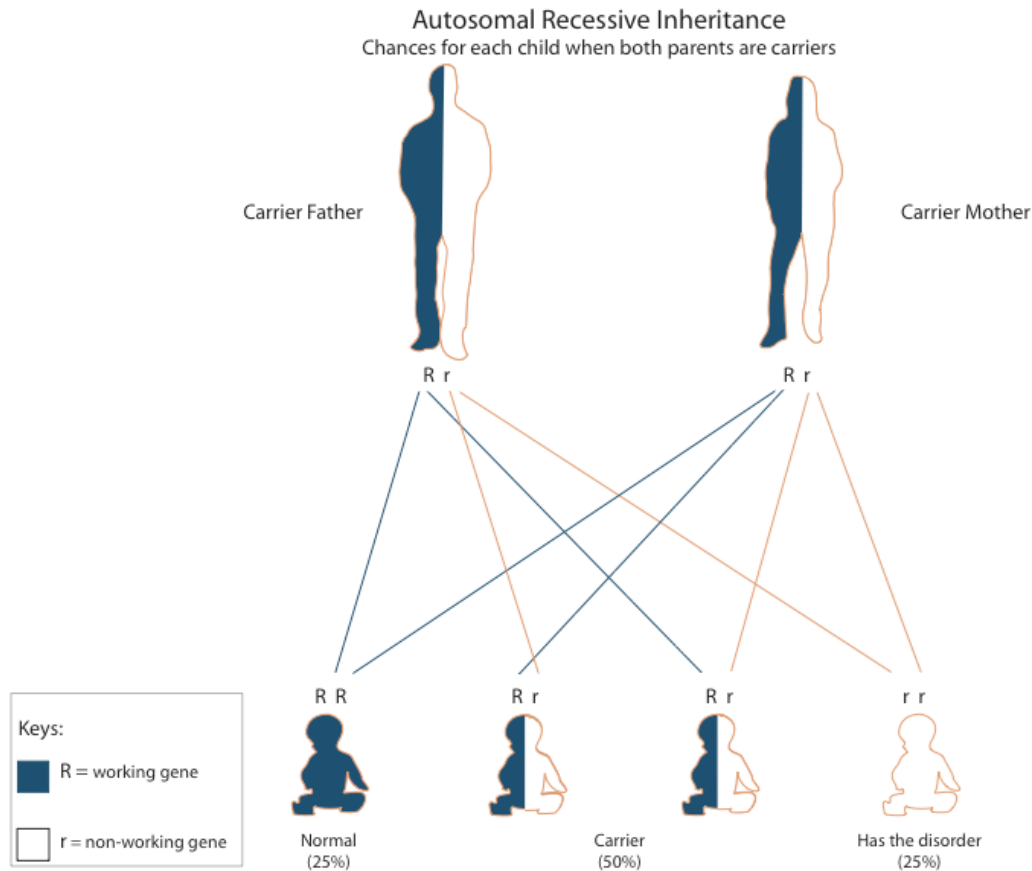 Autosomal Recessive Inheritance
Chances for each child when both parents are carriers
Carrier Father
Carrier Mother
R r
R r
R R
R r
R r
r r
Keys:
R = working gene
r = non-working gene
Normal
(25%)
Carrier
(50%)
Has the disorder
(25%)